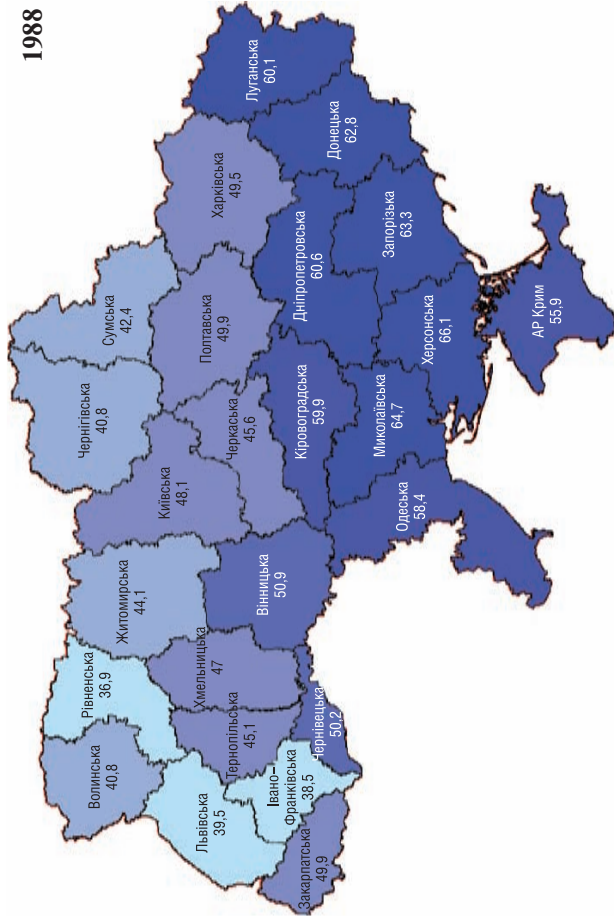 1988
Волинська
40,8
Рівненська
36,9
Житомирська
44,1
Київська
48,1
Чернігівська
40,8
Сумська
42,4
Львівська
39,5
Тернопільська
45,1
Хмельницька
47
Вінницька
50,9
Черкаська
45,6
Полтавська
49,9
Харківська
49,5
Луганська
60,1
Закарпатська
49,9
Івано-
Франківська
38,5
Чернівецька
50,2
Кіровоградська
59,9
Дніпропетровська
60,6
Донецька
62,8
Одеська
58,4
Миколаївська
64,7
Херсонська
66,1
Запорізька
63,3
АР Крим
55,9